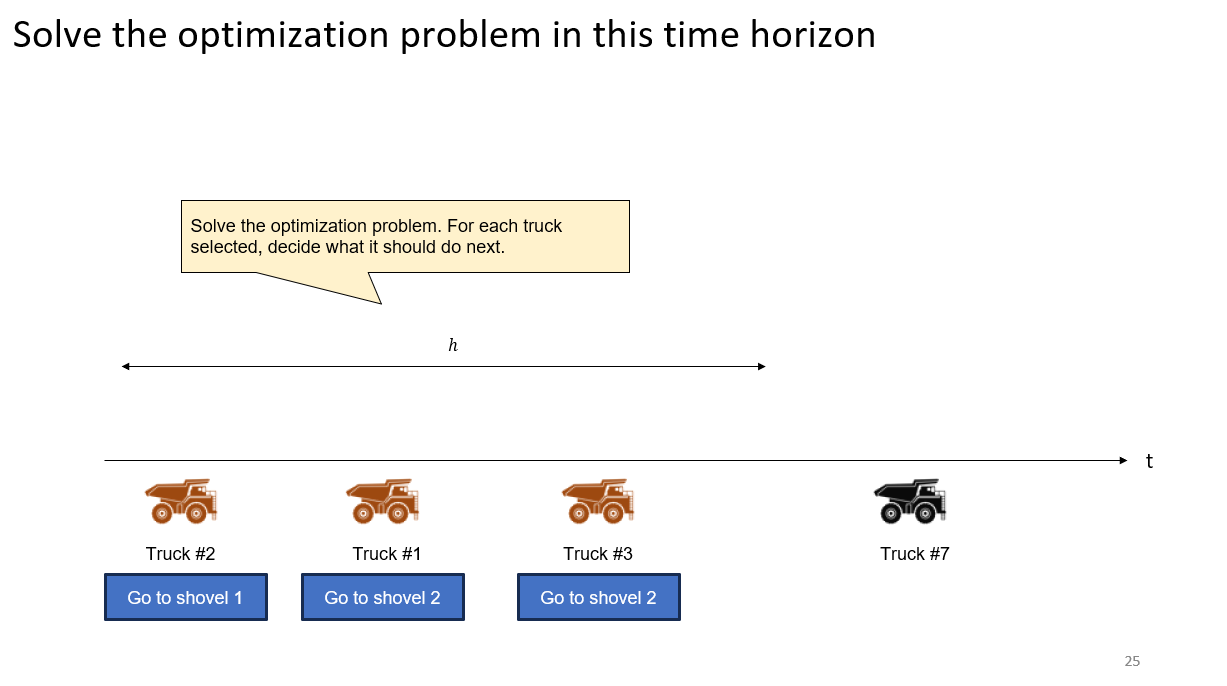 Solve the optimization problem in this time horizon
Solve the optimization problem. For each truck
selected, decide what it should do next.
h
t
Truck #2
Truck #1
Truck #3
Truck #7
Go to shovel 1
Go to shovel 2
Go to shovel 2
25